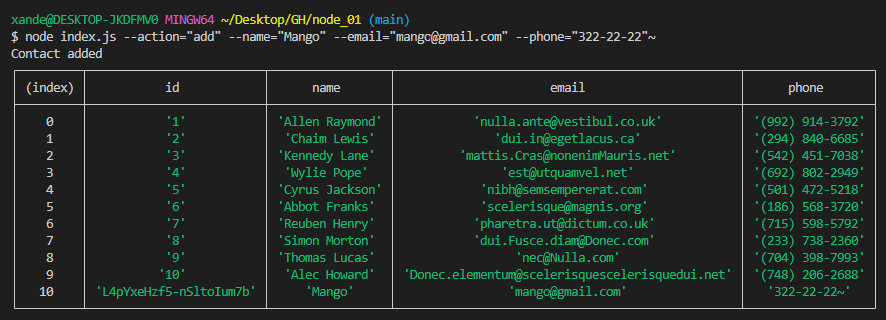 xande@DESKTOP-JKDFMV0 MINGW64 ~/Desktop/GH/node_01 (main)
$ node index.js --action="add" --name="Mango" --email="mango@gmail.com" --phone="322-22-22"~
Contact added
(index) id name email phone
0 '1' 'Allen Raymond' 'nulla.ante@vestibul.co.uk' '(992) 914-3792'
1 '2' 'Chaim Lewis' 'dui.in@egetlacus.ca' '(294) 840-6685'
2 '3' 'Kennedy Lane' 'mattis.Cras@nonenimMauris.net' '(542) 451-7038'
3 '4' 'Wylie Pope' 'est@utquamvel.net' '(692) 802-2949'
4 '5' 'Cyrus Jackson' 'nibh@semsempererat.com' '(501) 472-5218'
5 '6' 'Abbot Franks' 'scelerisque@magnis.org' '(186) 568-3720'
6 '7' 'Reuben Henry' 'pharetra.ut@dictum.co.uk' '(715) 598-5792'
7 '8' 'Simon Morton' 'dui.Fusce.diam@Donec.com' '(233) 738-2360'
8 '9' 'Thomas Lucas' 'nec@Nulla.com' '(704) 398-7993'
9 '10' 'Alec Howard' 'Donec.elementum@scelerisquescelerisquedui.net' '(748) 206-2688'
10 'L4pYxeHzf5-nSltoIum7b' 'Mango' 'mango@gmail.com' '322-22-22~'